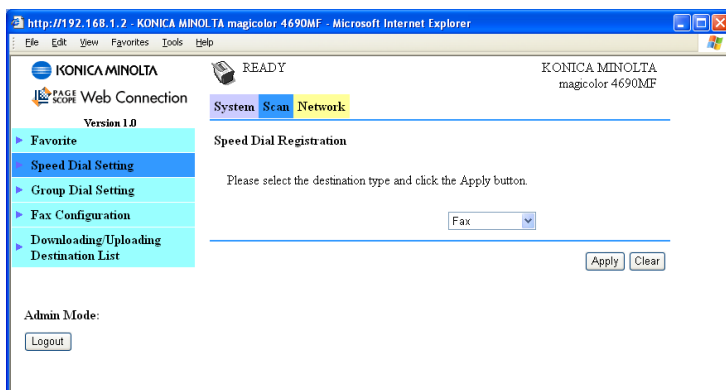 http://192.168.1.2 - KONICA MINOLTA magicolor 4690MF - Microsoft Internet Explorer
File Edit View Favorites Tools Help
KONICA MINOLTA
READY
KONICA MINOLTA
magicolor 4690MF
PAGE SCOPE Web Connection
Version 1.0
System Scan Network
Favorite
Speed Dial Setting
Group Dial Setting
Fax Configuration
Downloading/Uploading
Destination List
Speed Dial Registration
Please select the destination type and click the Apply button.
Fax
Apply Clear
Admin Mode:
Logout